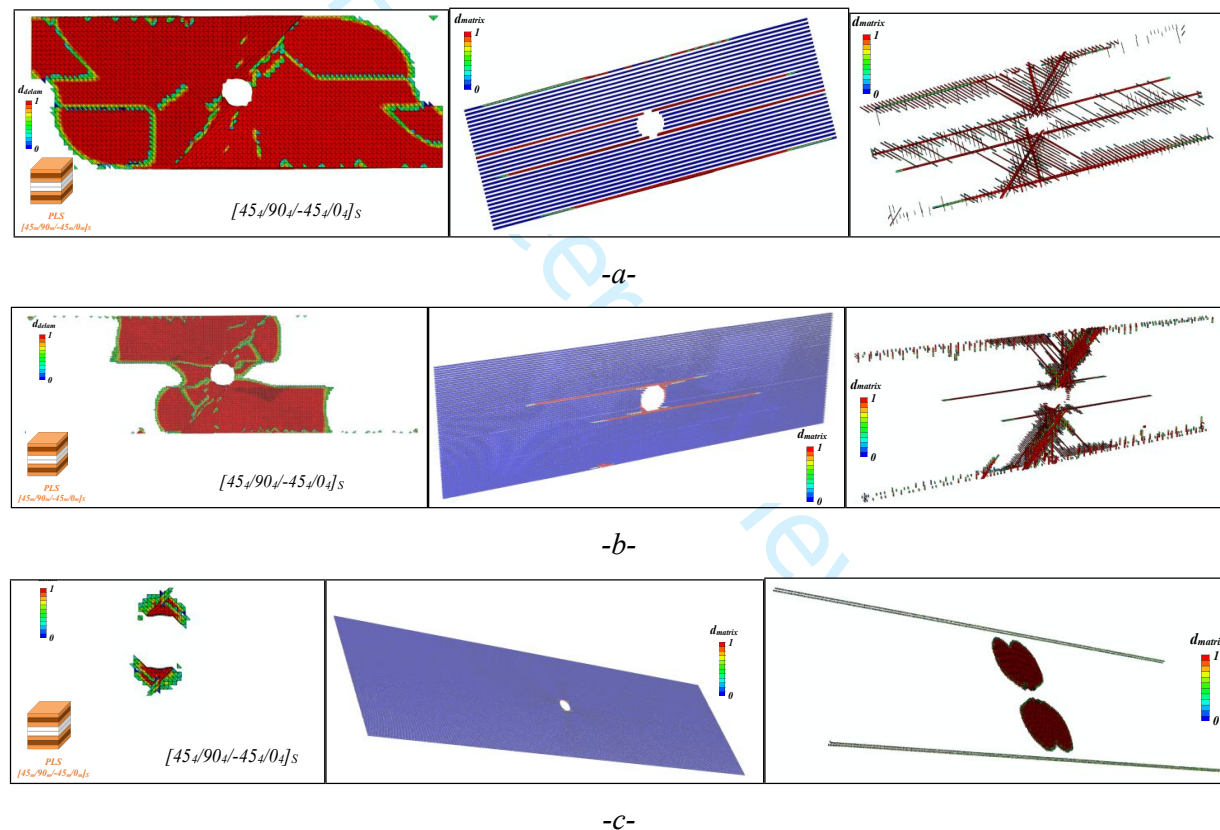 d_matrix
1
0
d_matrix
1
0
d_delam
1
0
PLS
[45m/90m/-45m/0m]s
[45₄/90₄/-45₄/0₄]s
-a-
d_delam
1
0
d_matrix
1
0
d_matrix
1
0
PLS
[45m/90m/-45m/0m]s
[45₄/90₄/-45₄/0₄]s
-b-
1
0
d_matrix
1
0
d_matrix
1
0
PLS
[45m/90m/-45m/0m]s
[45₄/90₄/-45₄/0₄]s
-c-